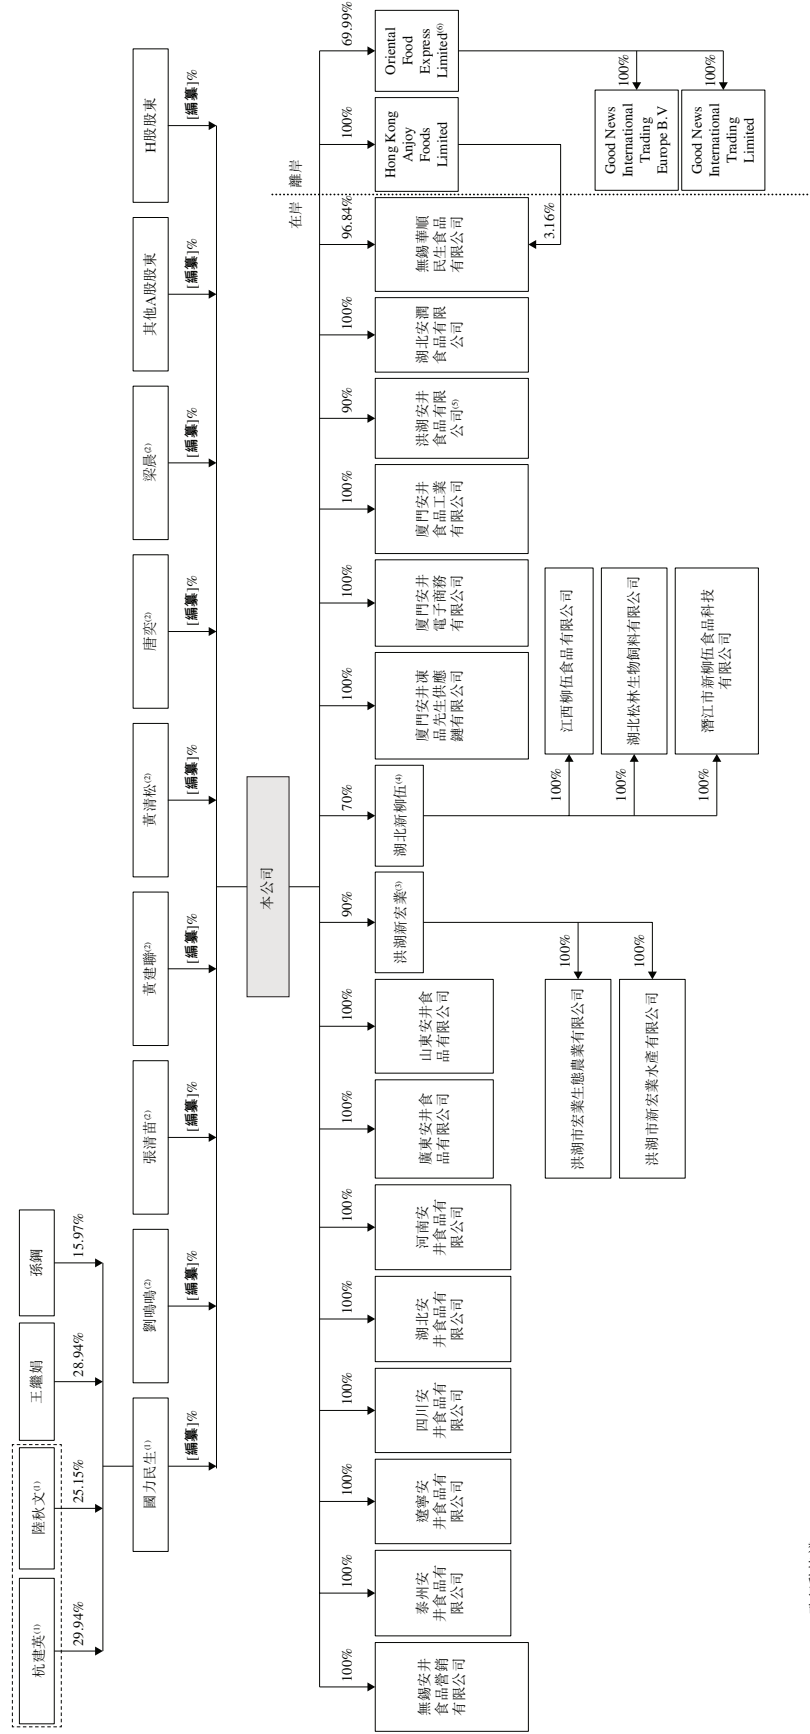 杭建英(1)
陸秋文(1)
王繼娟
孫鋼
29.94%
25.15%
28.94%
15.97%
國力民生(1)
劉鳴鳴(2)
張清苗(2)
黃建聯(2)
黃清松(2)
唐奕(2)
梁晨(2)
其他A股股東
H股股東
[編纂]%
[編纂]%
[編纂]%
[編纂]%
[編纂]%
[編纂]%
[編纂]%
[編纂]%
[編纂]%
本公司
在岸
離岸
100%
100%
100%
100%
100%
100%
100%
100%
90%
70%
100%
100%
100%
90%
100%
96.84%
100%
69.99%
無錫安井
食品營銷
有限公司
泰州安
井食品有
限公司
遼寧安
井食品有
限公司
四川安
井食品有
限公司
湖北安
井食品有
限公司
河南安
井食品有
限公司
廣東安井食
品有限公司
山東安井食
品有限公司
洪湖新宏業(3)
湖北新柳伍(4)
廈門安井凍
品先生供應
鏈有限公司
廈門安井
電子商務
有限公司
廈門安井
食品工業
有限公司
洪湖安井
食品有限
公司(5)
湖北安潤
食品有限
公司
無錫華順
民生食品
有限公司
Hong Kong
Anjoy
Foods
Limited
Oriental
Food
Express
Limited(6)
3.16%
100%
100%
洪湖市宏業生態農業有限公司
洪湖市新宏業水產有限公司
100%
100%
100%
江西柳伍食品有限公司
湖北松林生物飼料有限公司
潛江市新柳伍食品科技
有限公司
100%
100%
Good News
International
Trading
Europe B.V
Good News
International
Trading
Limited